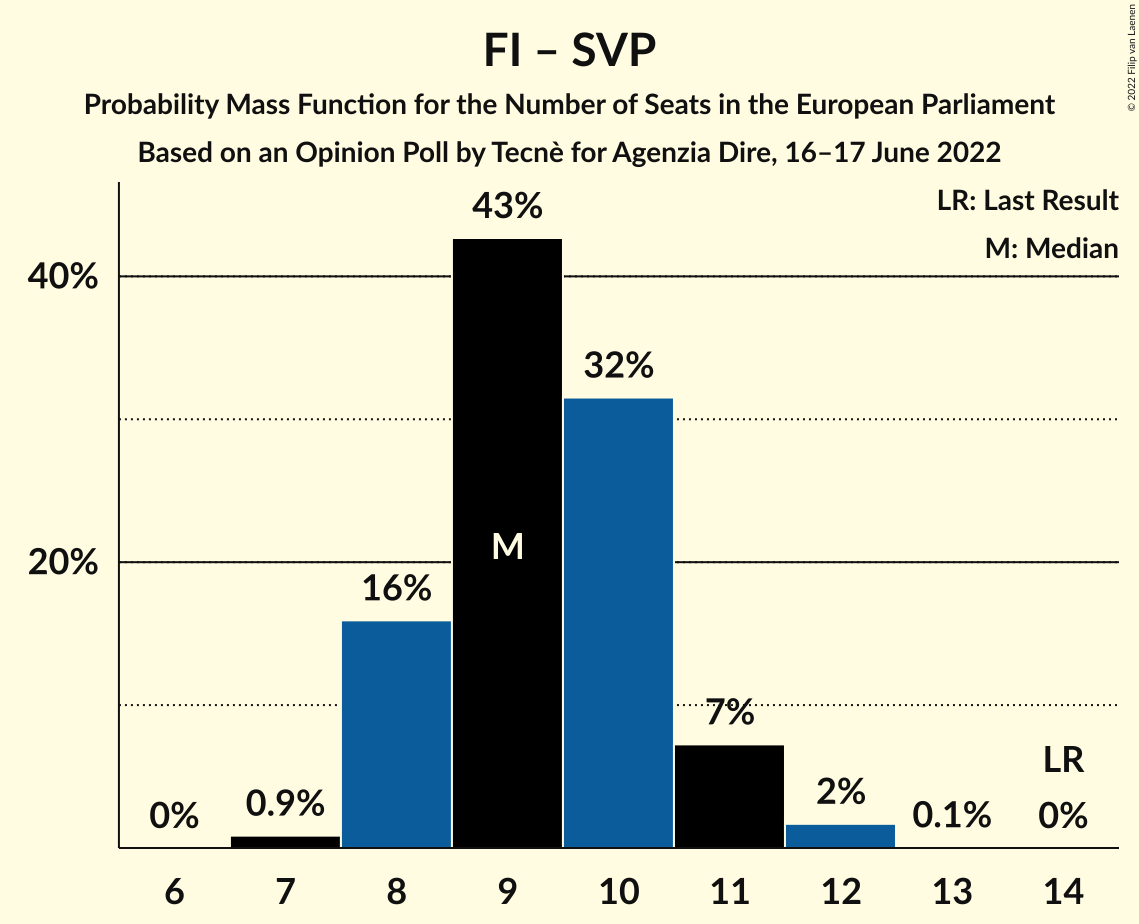 FI – SVP
Probability Mass Function for the Number of Seats in the European Parliament
Based on an Opinion Poll by Tecnè for Agenzia Dire, 16–17 June 2022
© 2022 Filip van Laenen
LR: Last Result
M: Median
43%
40%
32%
M
20%
16%
7%
LR
0%
0.9%
2%
0.1%
0%
6 7 8 9 10 11 12 13 14